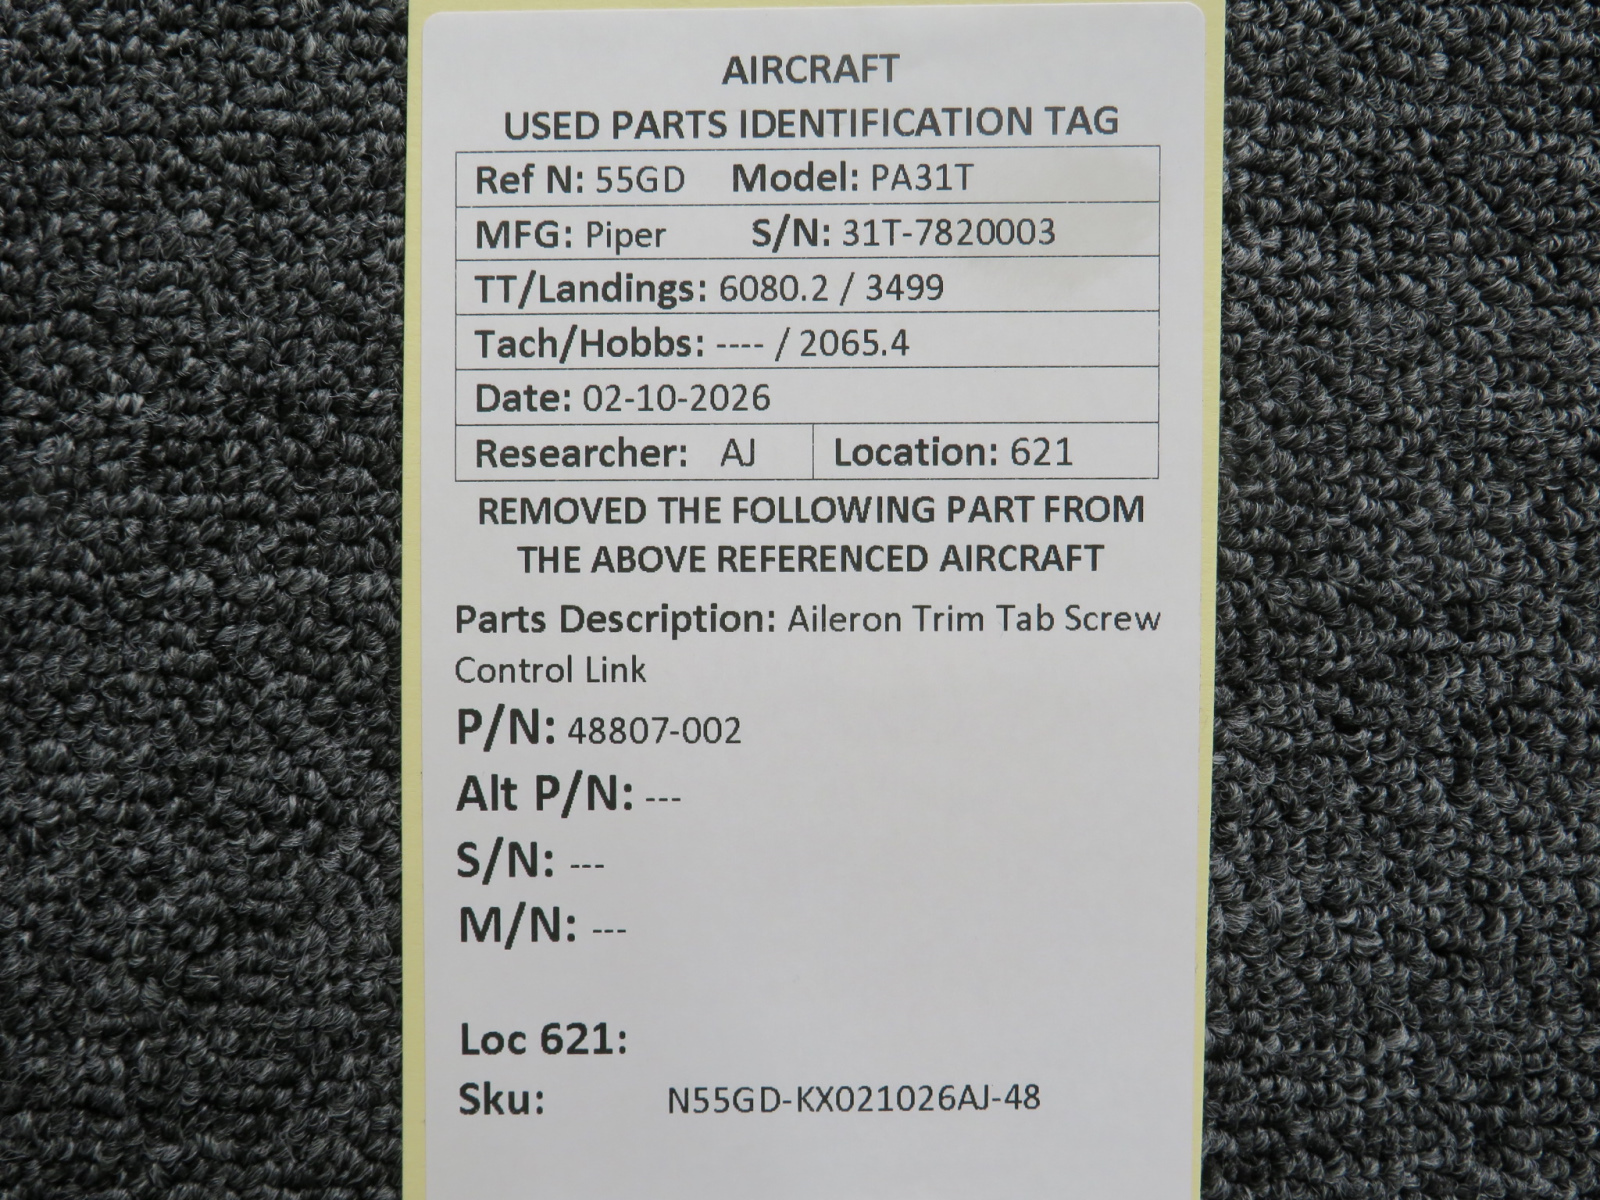 AIRCRAFT
USED PARTS IDENTIFICATION TAG
Ref N: 55GD Model: PA31T
MFG: Piper S/N: 31T-7820003
TT/Landings: 6080.2 / 3499
Tach/Hobbs: ---- / 2065.4
Date: 02-10-2026
Researcher: AJ Location: 621
REMOVED THE FOLLOWING PART FROM
THE ABOVE REFERENCED AIRCRAFT
Parts Description: Aileron Trim Tab Screw
Control Link
P/N: 48807-002
Alt P/N: ---
S/N: ---
M/N: ---
Loc 621:
Sku: N55GD-KX021026AJ-48